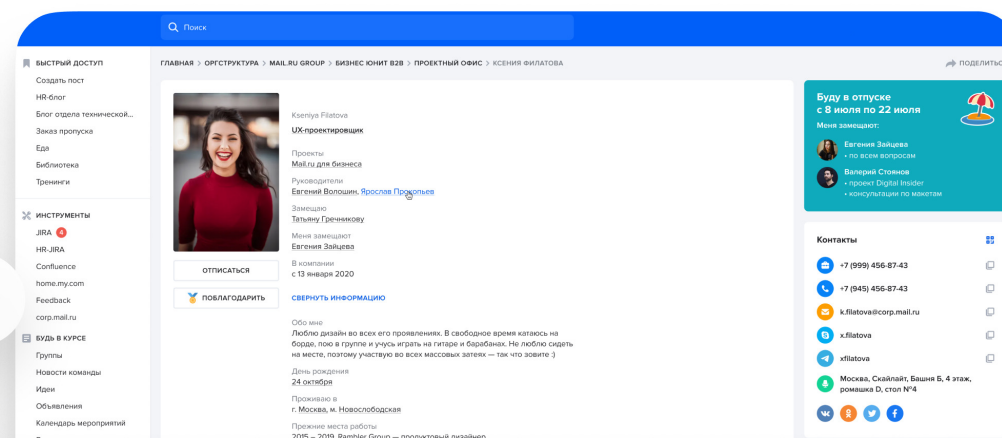 Поиск
БЫСТРЫЙ ДОСТУП
Создать пост
HR-блог
Блог отдела технической...
Заказ пропуска
Еда
Библиотека
Тренинги
ИНСТРУМЕНТЫ
JIRA 4
HR-JIRA
Confluence
home.my.com
Feedback
corp.mail.ru
БУДЬ В КУРСЕ
Группы
Новости команды
Идеи
Объявления
Календарь мероприятий
ГЛАВНАЯ > ОРГСТРУКТУРА > MAIL.RU GROUP > БИЗНЕС ЮНИТ B2B > ПРОЕКТНЫЙ ОФИС > КСЕНИЯ ФИЛАТОВА
ПОДЕЛИТЬС
ОТПИСАТЬСЯ
ПОБЛАГОДАРИТЬ
Kseniya Filatova
UX-проектировщик
Проекты
Mail.ru для бизнеса
Руководители
Евгений Волошин, Ярослав Прокопьев
Замещаю
Татьяну Гречникову
Меня замещают
Евгения Зайцева
В компании
с 13 января 2020
СВЕРНУТЬ ИНФОРМАЦИЮ
Обо мне
Люблю дизайн во всех его проявлениях. В свободное время катаюсь на
борде, пою в группе и учусь играть на гитаре и барабанах. Не люблю сидеть
на месте, поэтому участвую во всех массовых затеях — так что зовите :)
День рождения
24 октября
Проживаю в
г. Москва, м. Новослободская
Прежние места работы
2015 – 2019, Rambler Group — продуктовый дизайнер
Буду в отпуске
с 8 июля по 22 июля
Меня замещают:
Евгения Зайцева
• по всем вопросам
Валерий Стоянов
• проект Digital Insider
• консультации по макетам
Контакты
+7 (999) 456-87-43
+7 (945) 456-87-43
k.filatova@corp.mail.ru
x.filatova
xfilatova
Москва, Скайлайт, Башня Б, 4 этаж,
ромашка D, стол №4